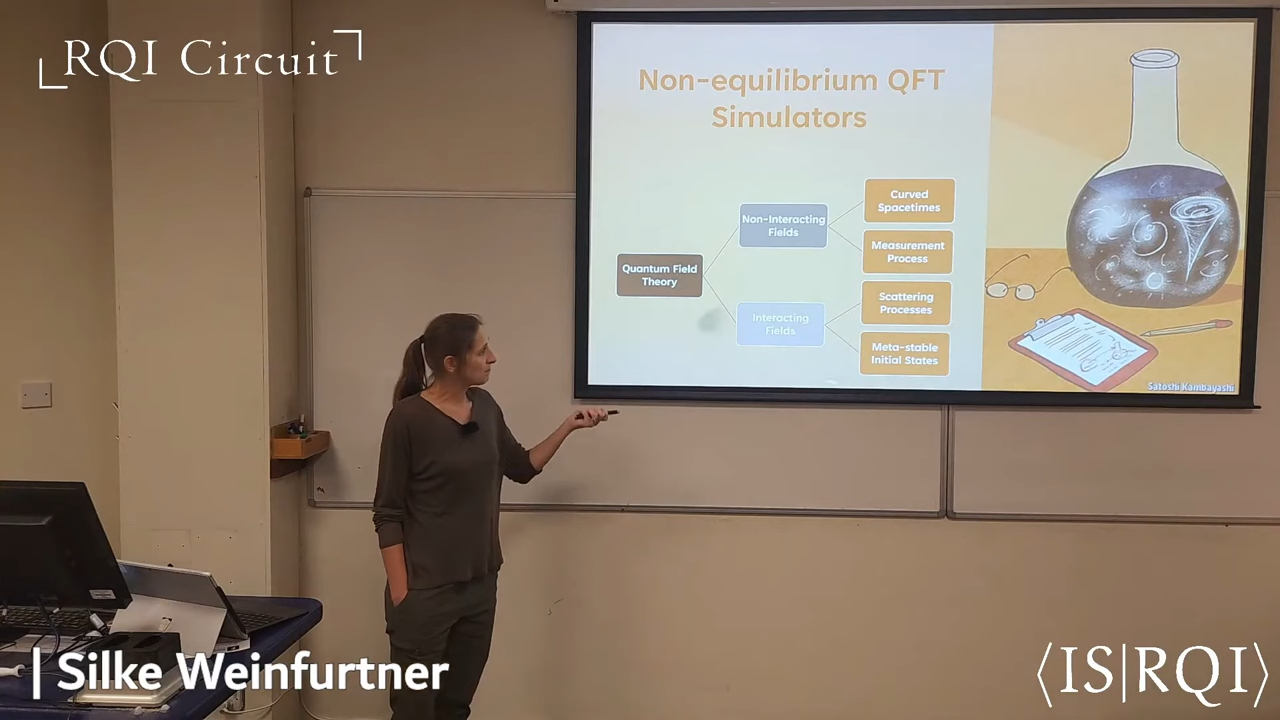 RQI Circuit
Non-equilibrium QFT
Simulators
Quantum Field
Theory
Non-Interacting
Fields
Interacting
Fields
Curved
Spacetimes
Measurement
Process
Scattering
Processes
Meta-stable
Initial States
Satoshi Kambayashi
Silke Weinfurtner
⟨IS|RQI⟩